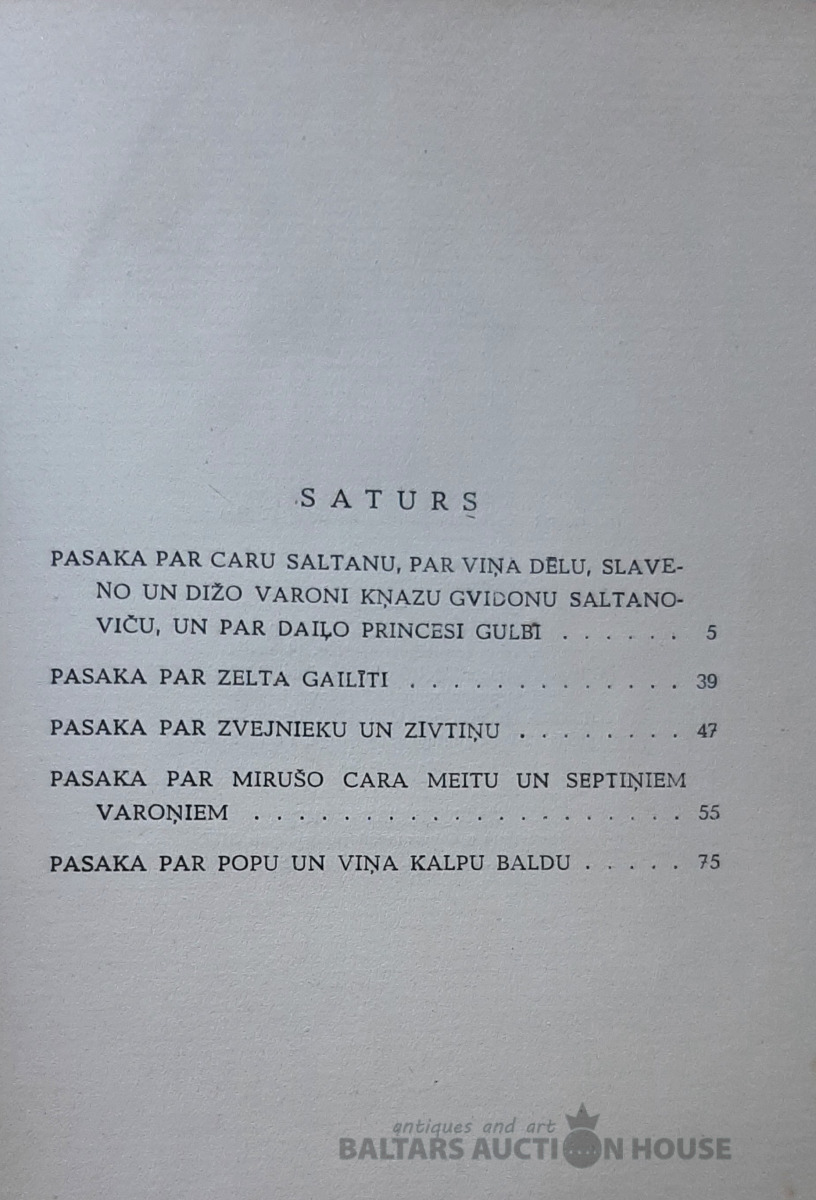 SATURS
PASAKA PAR CARU SALTANU, PAR VIŅA DĒLU, SLAVE-
NO UN DIŽO VARONI KŅAZU GVIDONU SALTANO-
VIČU, UN PAR DAIĻO PRINCESI GULBI . . . . . . 5
PASAKA PAR ZELTA GAILĪTI . . . . . . . . . . . . . 39
PASAKA PAR ZVEJNIEKU UN ZIVTIŅU . . . . . . . . 47
PASAKA PAR MIRUŠO CARA MEITU UN SEPTIŅIEM
VAROŅIEM . . . . . . . . . . . . . . . . . . . . 55
PASAKA PAR POPU UN VIŅA KALPU BALDU . . . . . 75
antiques and art
BALTARS AUCTION HOUSE